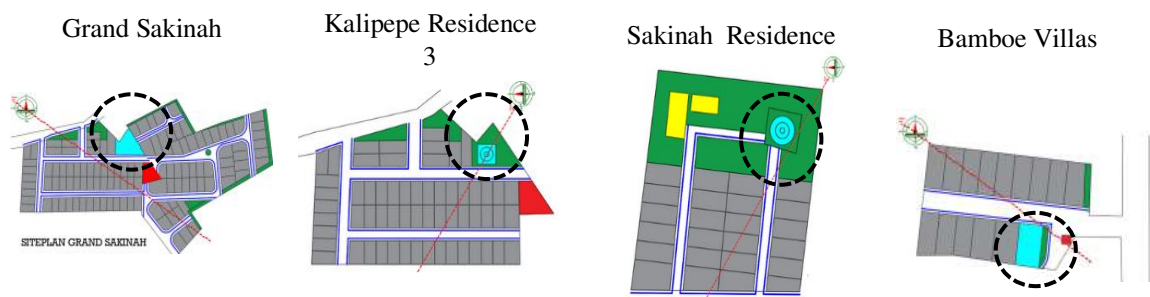 Grand Sakinah
Kalipepe Residence
3
Sakinah Residence
Bamboe Villas
SITEPLAN GRAND SAKINAH